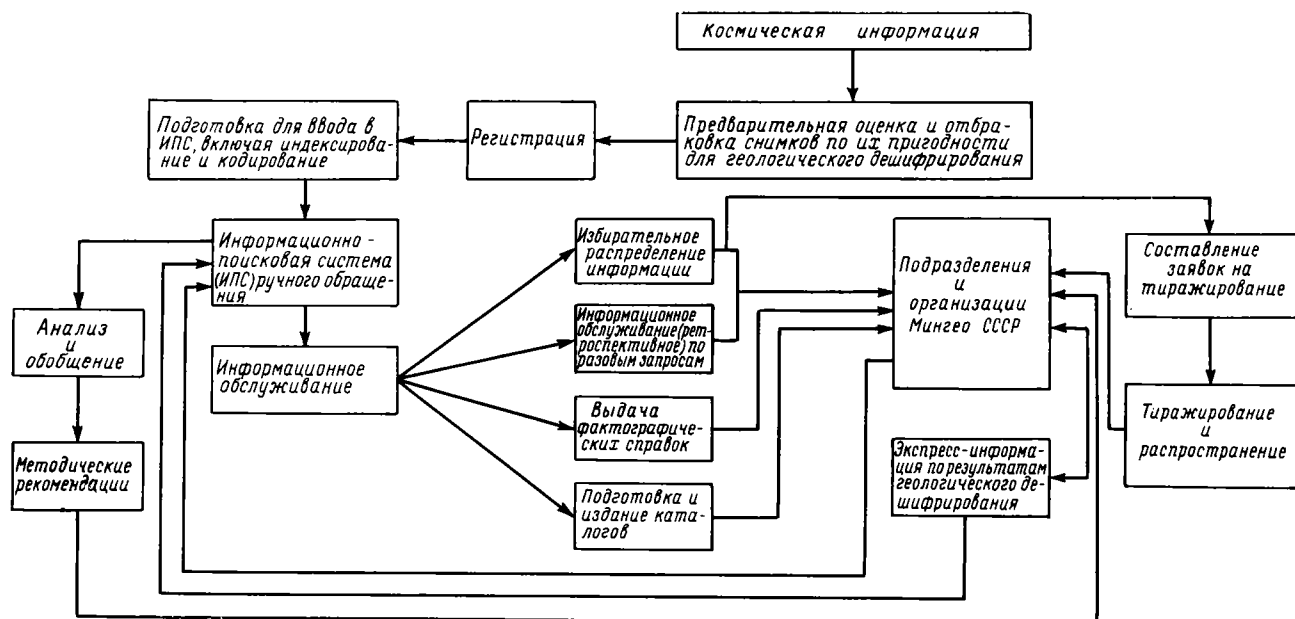 Космическая информация
Подготовка для ввода в
ИПС, включая индексирова-
ние и кодирование
Регистрация
Предварительная оценка и отбра-
ковка снимков по их пригодности
для геологического дешифрирования
Информационно-
поисковая система
(ИПС) ручного обраще-
ния
Избирательное
распределение
информации
Подразделения
и
организации
Мингео СССР
Составление
заявок на
тиражирование
Анализ
и
обобщение
Информационное
обслуживание
Информационное
обслуживание (рет-
роспективное) по
разовым запросам
Выдача
фактографичес-
ских справок
Тиражирование
и
распространение
Методические
рекомендации
Экспресс-информа-
ция по результатам
геологического де-
шифрирования
Подготовка и
издание ката-
логов